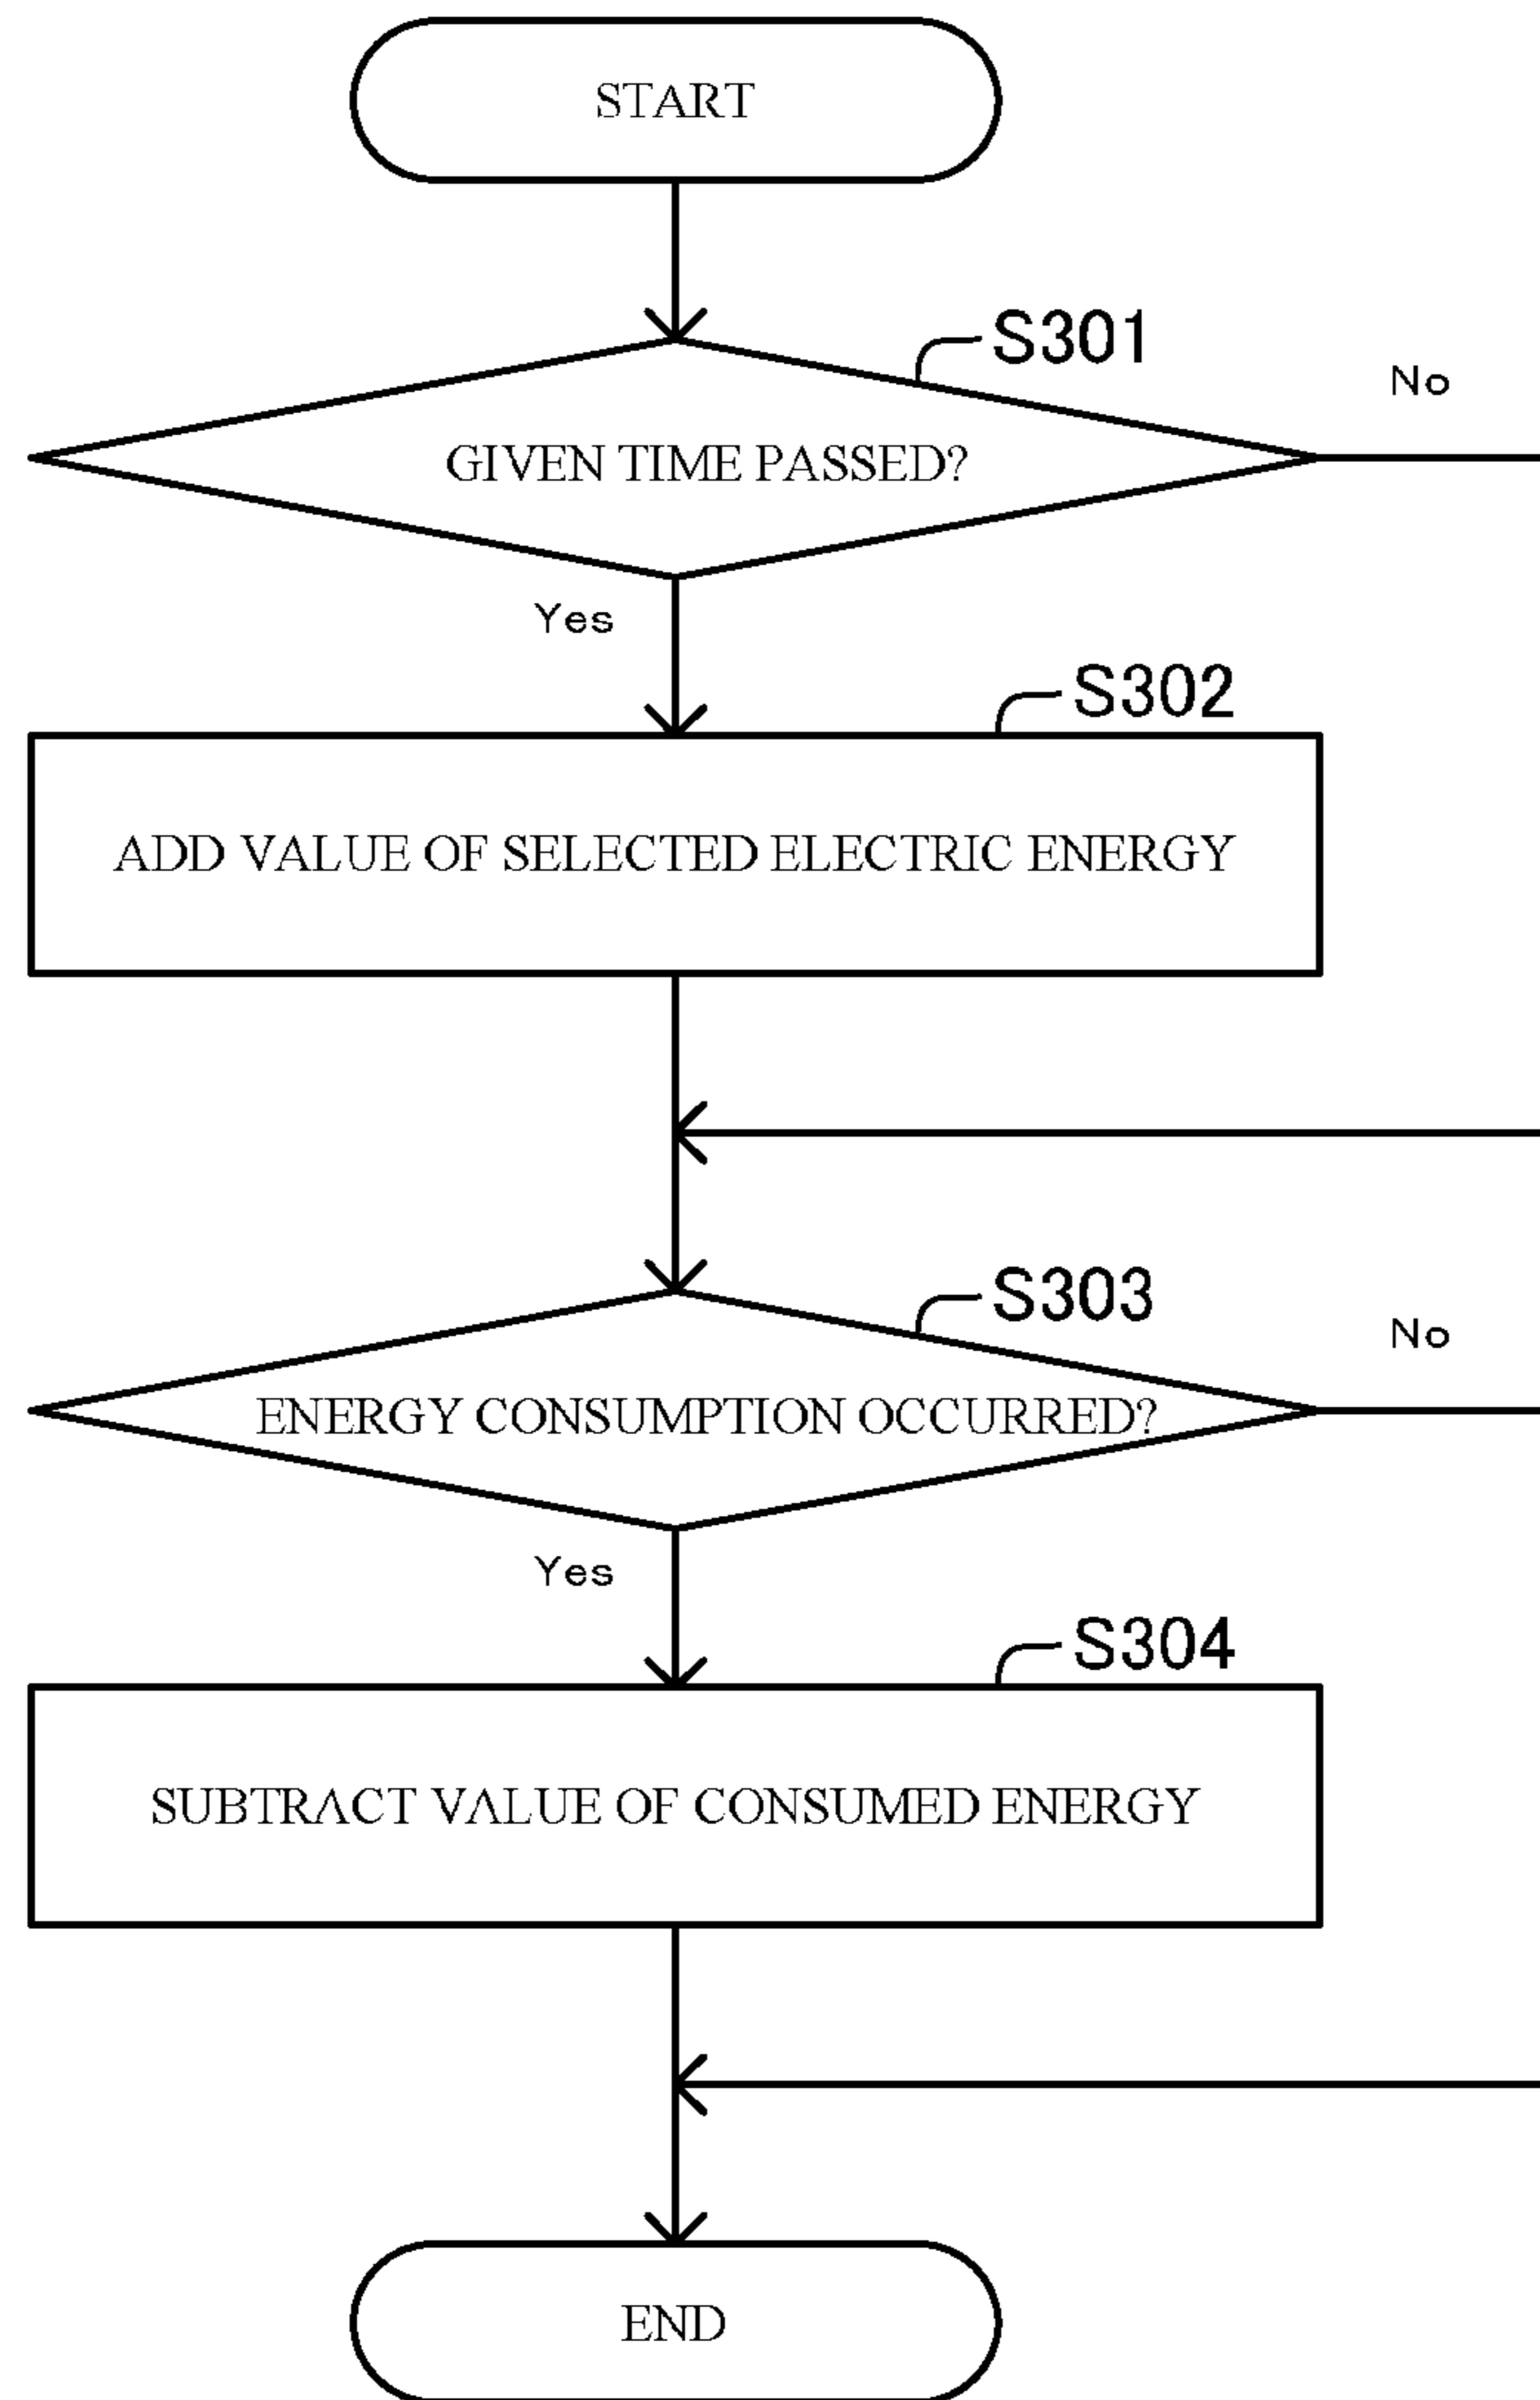 START
S301
No
GIVEN TIME PASSED?
Yes
S302
ADD VALUE OF SELECTED ELECTRIC ENERGY
S303
No
ENERGY CONSUMPTION OCCURRED?
Yes
S304
SUBTRACT VALUE OF CONSUMED ENERGY
END